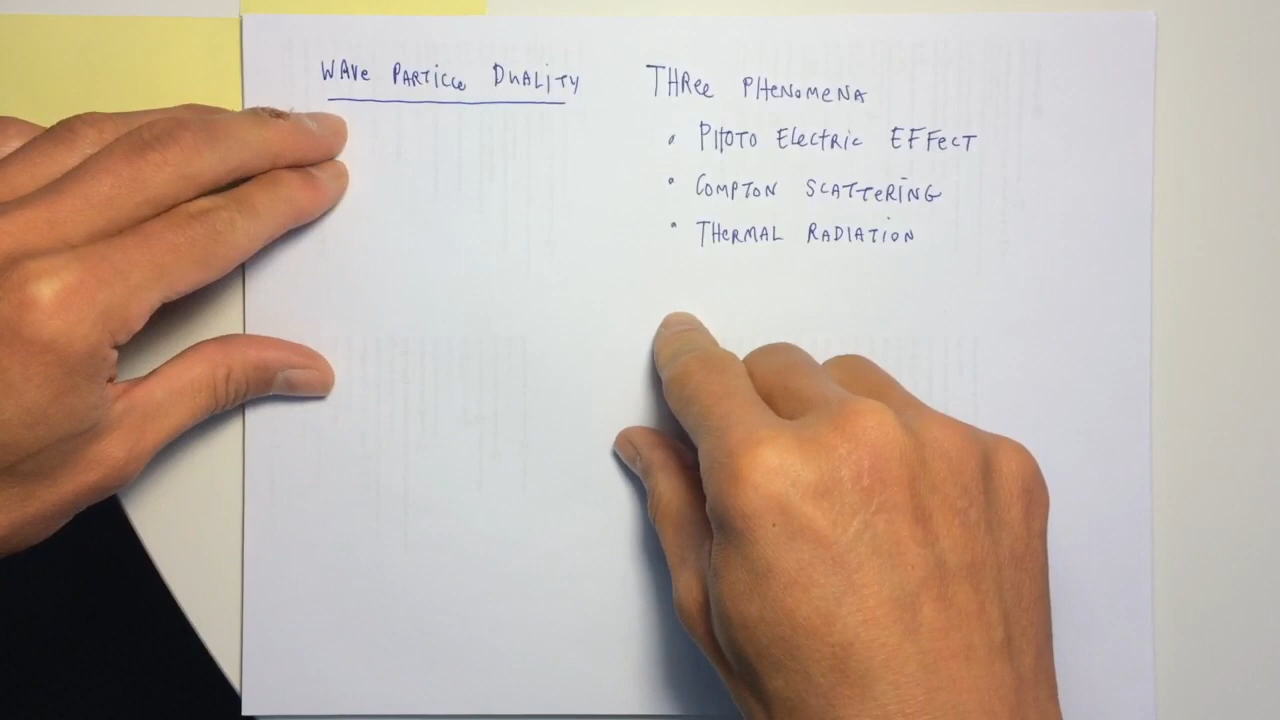 WAVE PARTICLE DUALITY
THREE PHENOMENA
• PHOTO ELECTRIC EFFECT
• COMPTON SCATTERING
• THERMAL RADIATION